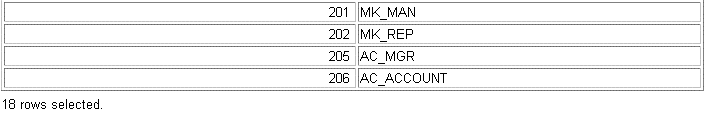 201 MK_MAN
202 MK_REP
205 AC_MGR
206 AC_ACCOUNT
18 rows selected.